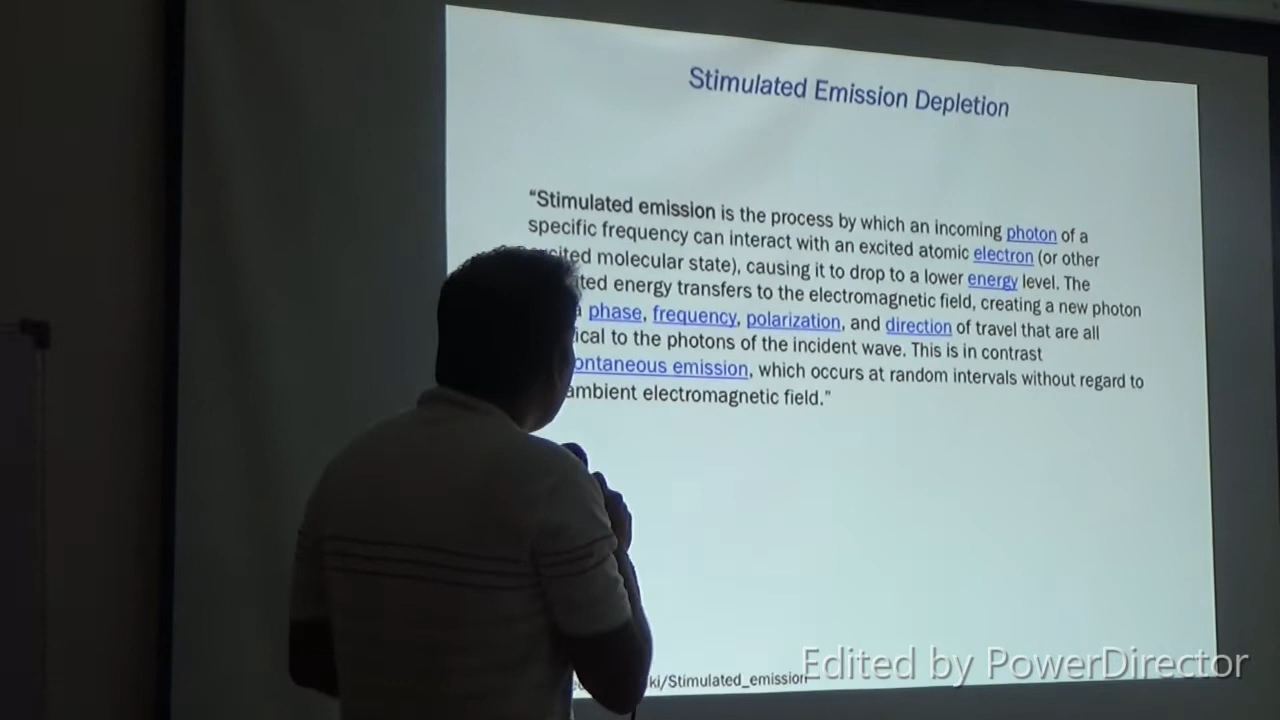 Stimulated Emission Depletion
“Stimulated emission is the process by which an incoming photon of a
specific frequency can interact with an excited atomic electron (or other
molecular state), causing it to drop to a lower energy level. The
energy transfers to the electromagnetic field, creating a new photon
phase, frequency, polarization, and direction of travel that are all
to the photons of the incident wave. This is in contrast
emission, which occurs at random intervals without regard to
ambient electromagnetic field.”
ki/Stimulated_emission
Edited by PowerDirector